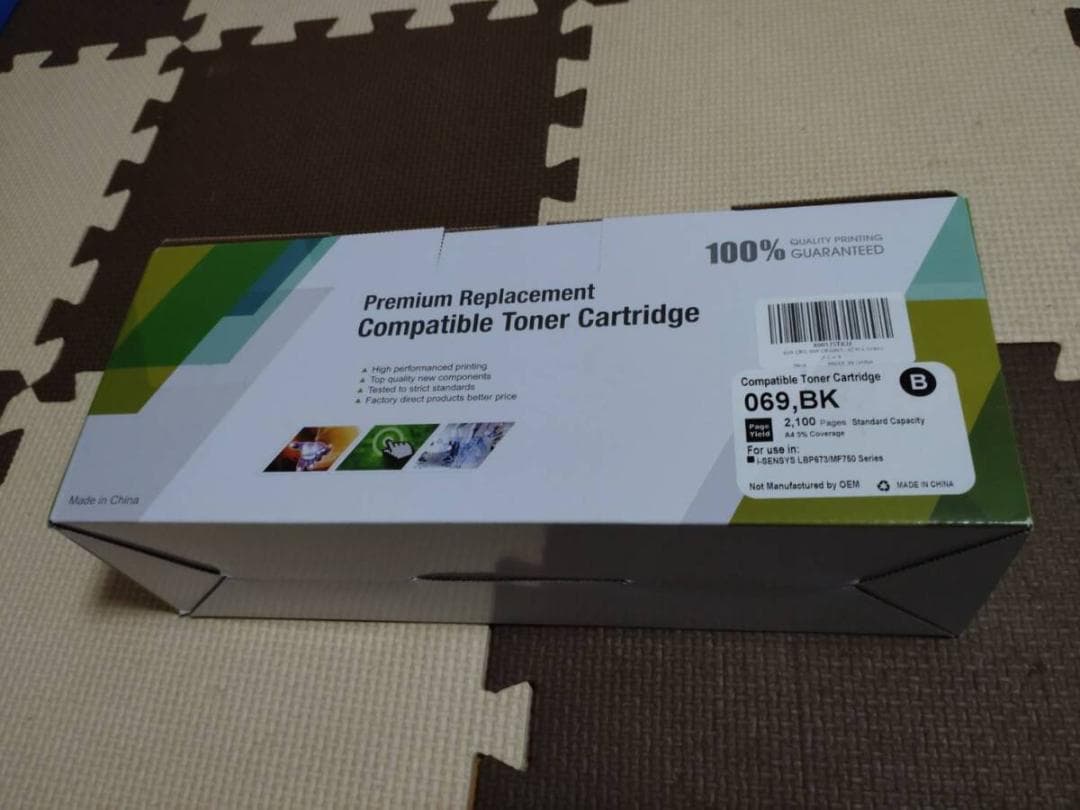 100% QUALITY PRINTING
GUARANTEED
Premium Replacement
Compatible Toner Cartridge
High performanced printing
Top quality new components
Tested to strict standards
Factory direct products better price
MADE IN CHINA
Compatible Toner Cartridge B
069,BK
Page Yield 2,100 Pages Standard Capacity
A4 5% Coverage
For use in:
i-SENSYS LBP673/MF750 Series
Not Manufactured by OEM MADE IN CHINA
Made in China